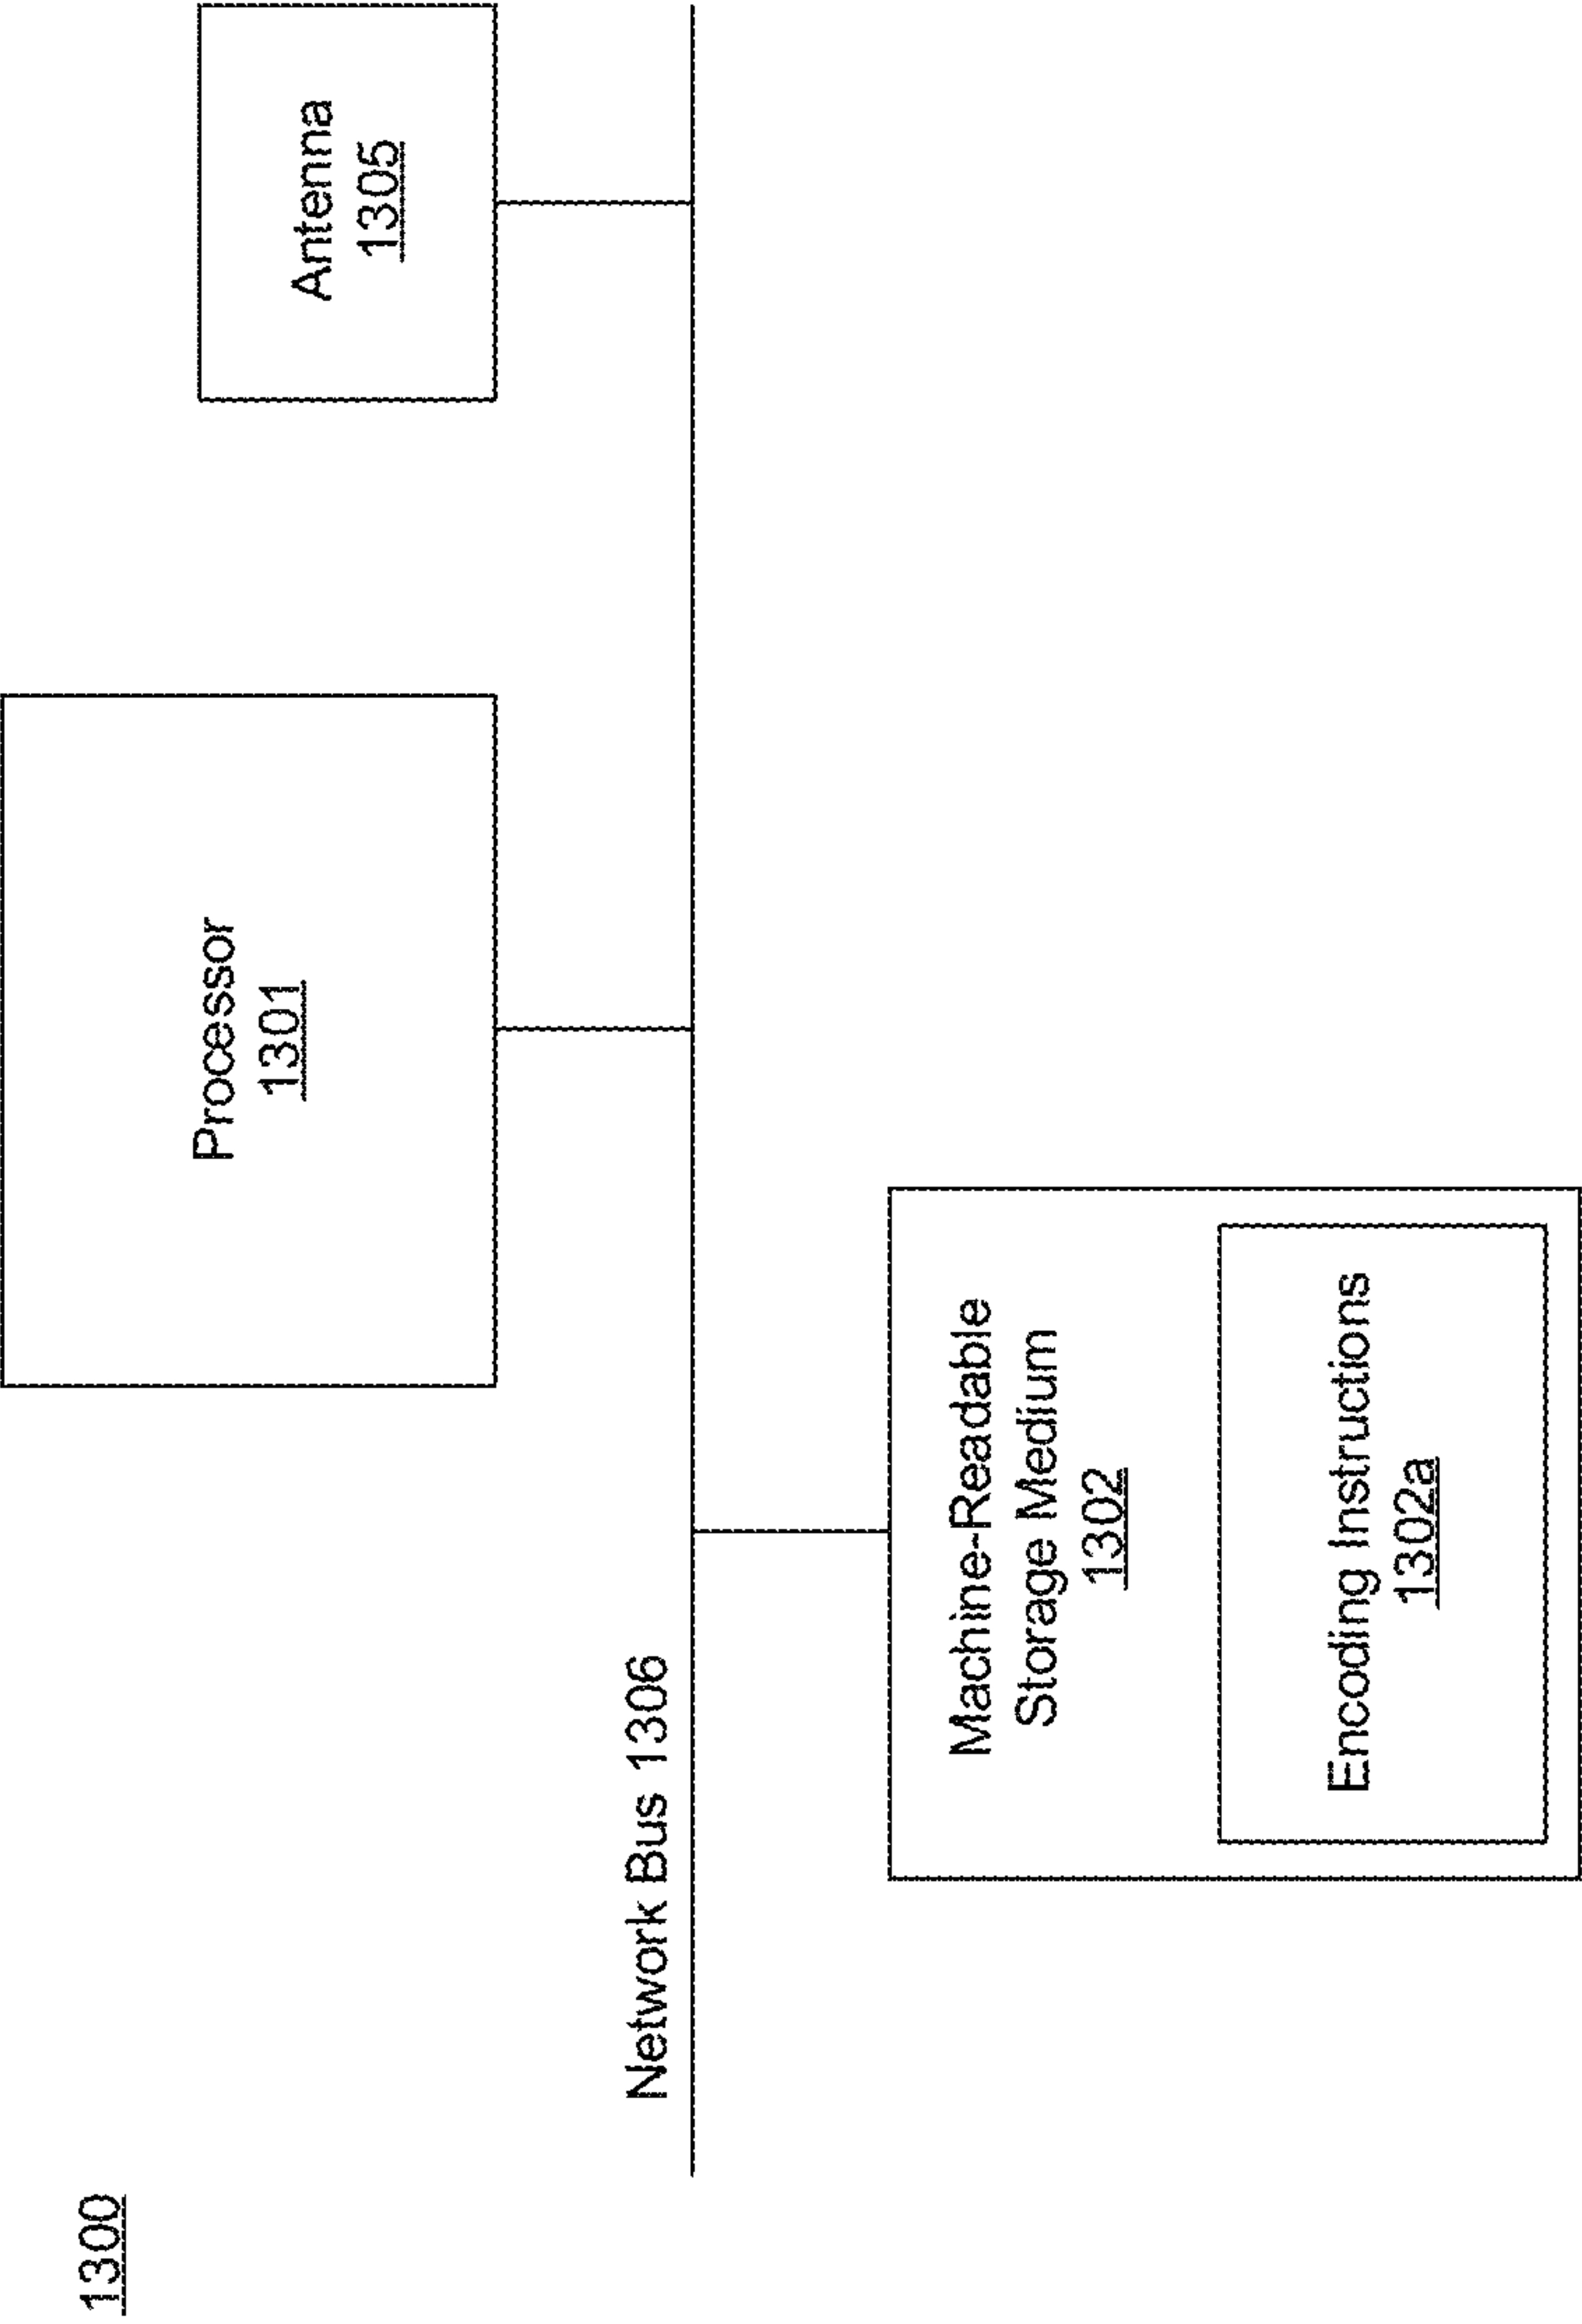 1300
Processor
1301
Antenna
1305
Network Bus 1306
Machine-Readable
Storage Medium
1302
Encoding Instructions
1302a